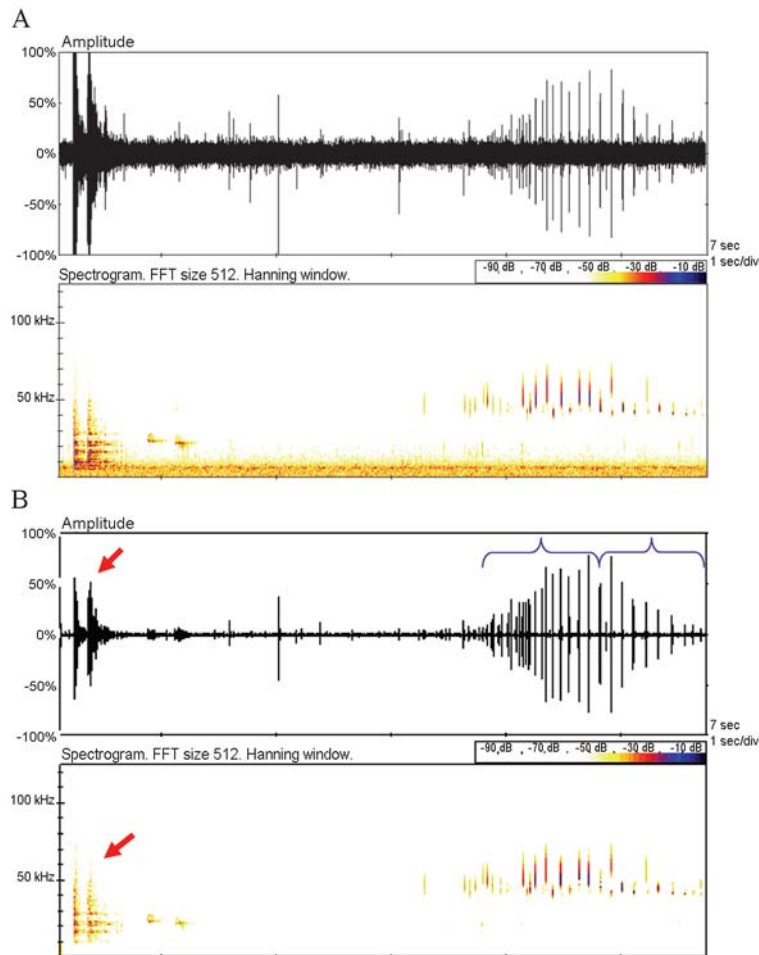 A
Amplitude
100%
50%
0%
-50%
-100%
7 sec
1 sec/div
Spectrogram. FFT size 512. Hanning window.
-90 dB -70 dB -50 dB -30 dB -10 dB
100 kHz
50 kHz
B
Amplitude
100%
50%
0%
-50%
-100%
7 sec
1 sec/div
Spectrogram. FFT size 512. Hanning window.
-90 dB -70 dB -50 dB -30 dB -10 dB
100 kHz
50 kHz